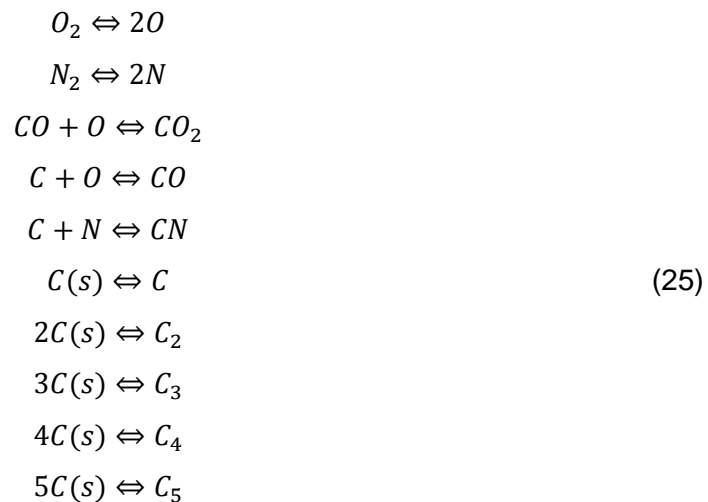 O₂ ⇔ 2O
N₂ ⇔ 2N
CO + O ⇔ CO₂
C + O ⇔ CO
C + N ⇔ CN
C(s) ⇔ C (25)
2C(s) ⇔ C₂
3C(s) ⇔ C₃
4C(s) ⇔ C₄
5C(s) ⇔ C₅